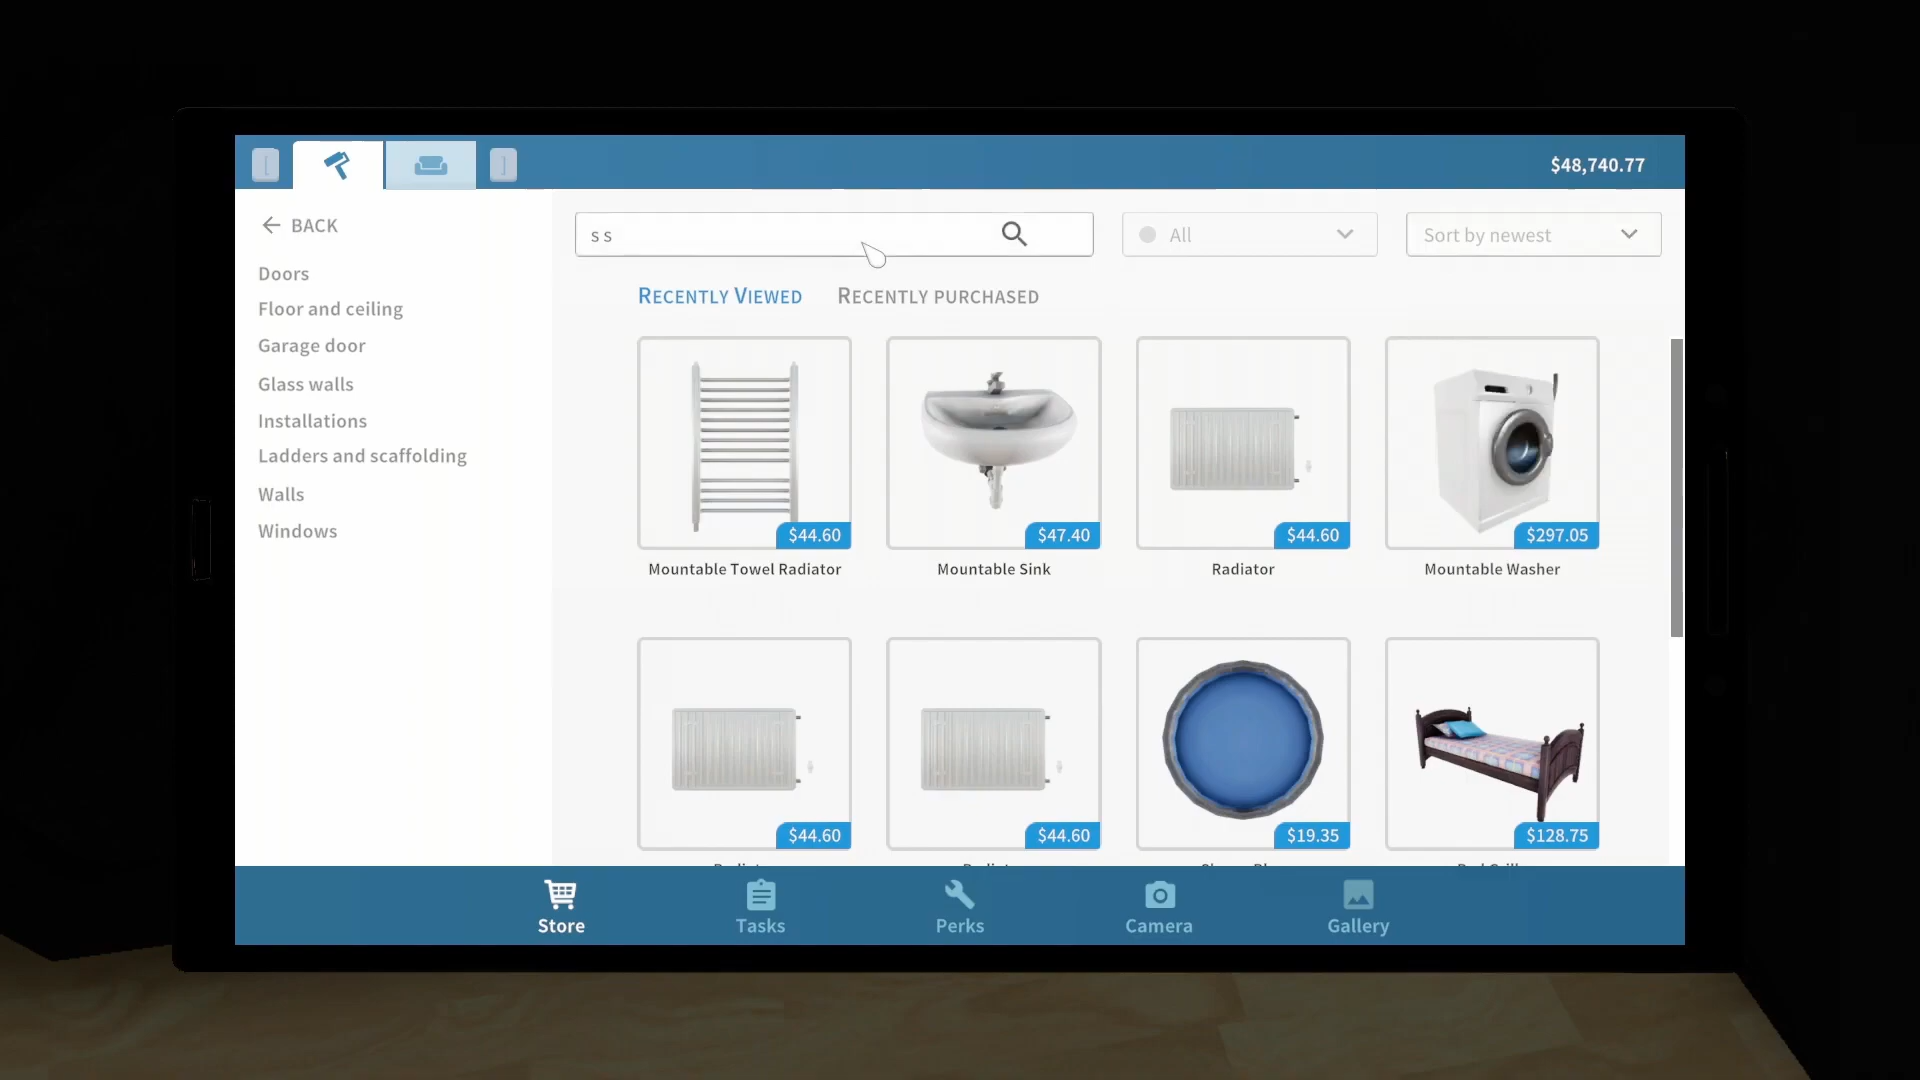 [
]
$48,740.77
BACK
s s
All
Sort by newest
Doors
Floor and ceiling
Garage door
Glass walls
Installations
Ladders and scaffolding
Walls
Windows
RECENTLY VIEWED
RECENTLY PURCHASED
$44.60
$47.40
$44.60
$297.05
Mountable Towel Radiator
Mountable Sink
Radiator
Mountable Washer
$44.60
$44.60
$19.35
$128.75
Store
Tasks
Perks
Camera
Gallery